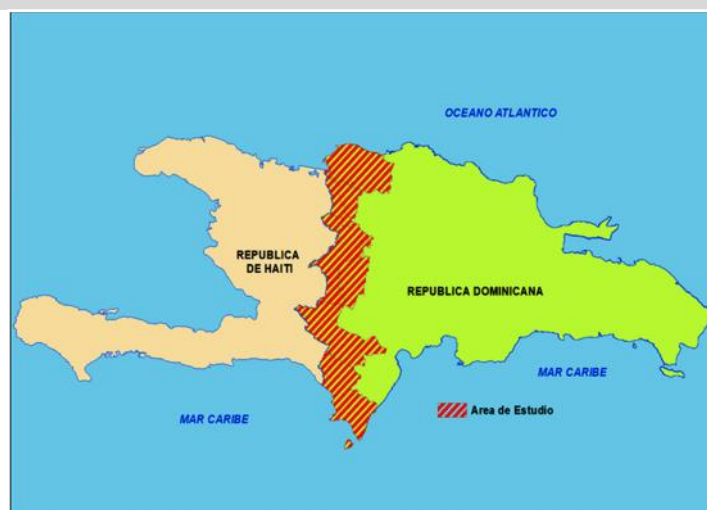 OCEANO ATLANTICO
REPUBLICA
DE HAITI
REPUBLICA DOMINICANA
MAR CARIBE
MAR CARIBE
Area de Estudio